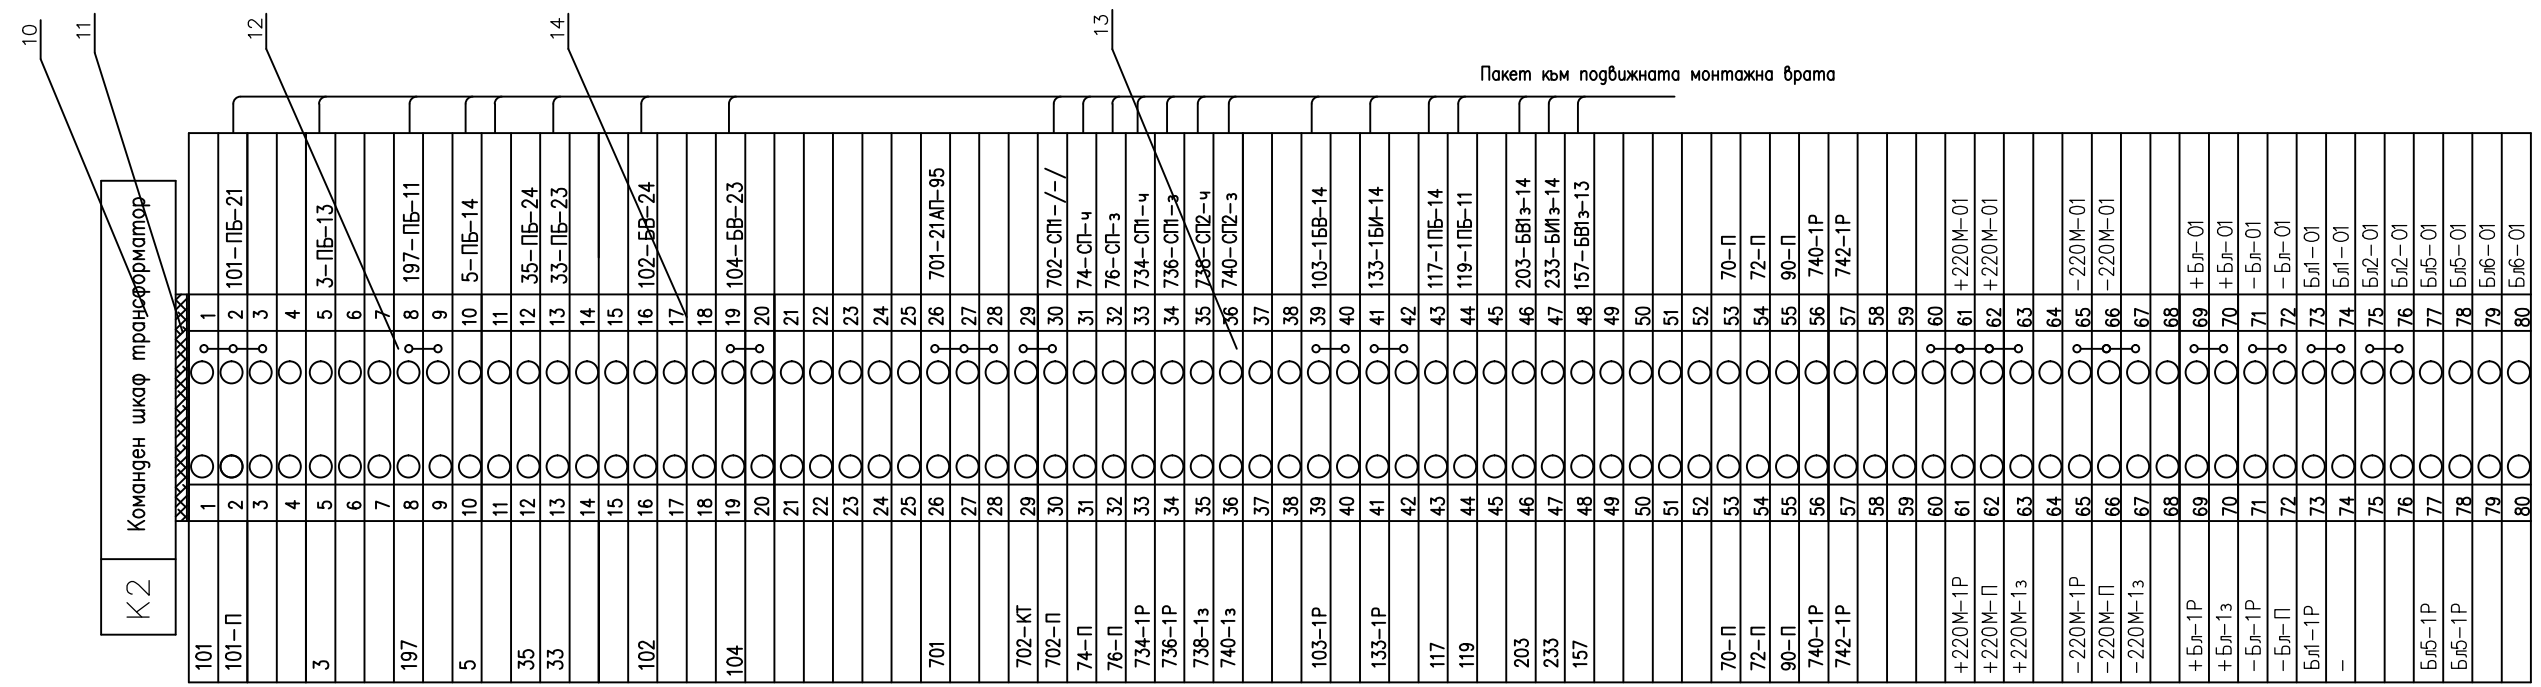 10
11
12
14
13
Пакет към подвижната монтажна врата
К2
Команден шкаф трансформатор
101 1 1
101-П 2 2 101-ПБ-21
3 3
4 4
3 5 5 3-ПБ-13
6 6
7 7
197 8 8 197-ПБ-11
9 9
5 10 10 5-ПБ-14
11 11
35 12 12 35-ПБ-24
33 13 13 33-ПБ-23
14 14
15 15
102 16 16 102-БВ-24
17 17
18 18
104 19 19 104-БВ-23
20 20
21 21
22 22
23 23
24 24
25 25
701 26 26 701-21АП-95
27 27
28 28
702-КТ 29 29
702-П 30 30 702-СП1-/-/
74-П 31 31 74-СП-ч
76-П 32 32 76-СП-з
734-1Р 33 33 734-СП1-ч
736-1Р 34 34 736-СП1-з
738-1з 35 35 738-СП2-ч
740-1з 36 36 740-СП2-з
37 37
38 38
103-1Р 39 39 103-1БВ-14
40 40
133-1Р 41 41 133-1БИ-14
42 42
117 43 43 117-1ПБ-14
119 44 44 119-1ПБ-11
45 45
203 46 46 203-БВ1з-14
233 47 47 233-БИ1з-14
157 48 48 157-БВ1з-13
49 49
50 50
51 51
52 52
70-П 53 53 70-П
72-П 54 54 72-П
90-П 55 55 90-П
740-1Р 56 56 740-1Р
742-1Р 57 57 742-1Р
58 58
59 59
60 60
+220М-1Р 61 61 +220М-01
+220М-П 62 62 +220М-01
+220М-1з 63 63
64 64
-220М-1Р 65 65 -220М-01
-220М-П 66 66 -220М-01
-220М-1з 67 67
68 68
+Бл-1Р 69 69 +Бл-01
+Бл-1з 70 70 +Бл-01
-Бл-1Р 71 71 -Бл-01
-Бл-П 72 72 -Бл-01
Бл1-1Р 73 73 Бл1-01
- 74 74 Бл1-01
75 75 Бл2-01
76 76 Бл2-01
Бл5-1Р 77 77 Бл5-01
Бл5-1Р 78 78 Бл5-01
79 79 Бл6-01
80 80 Бл6-01